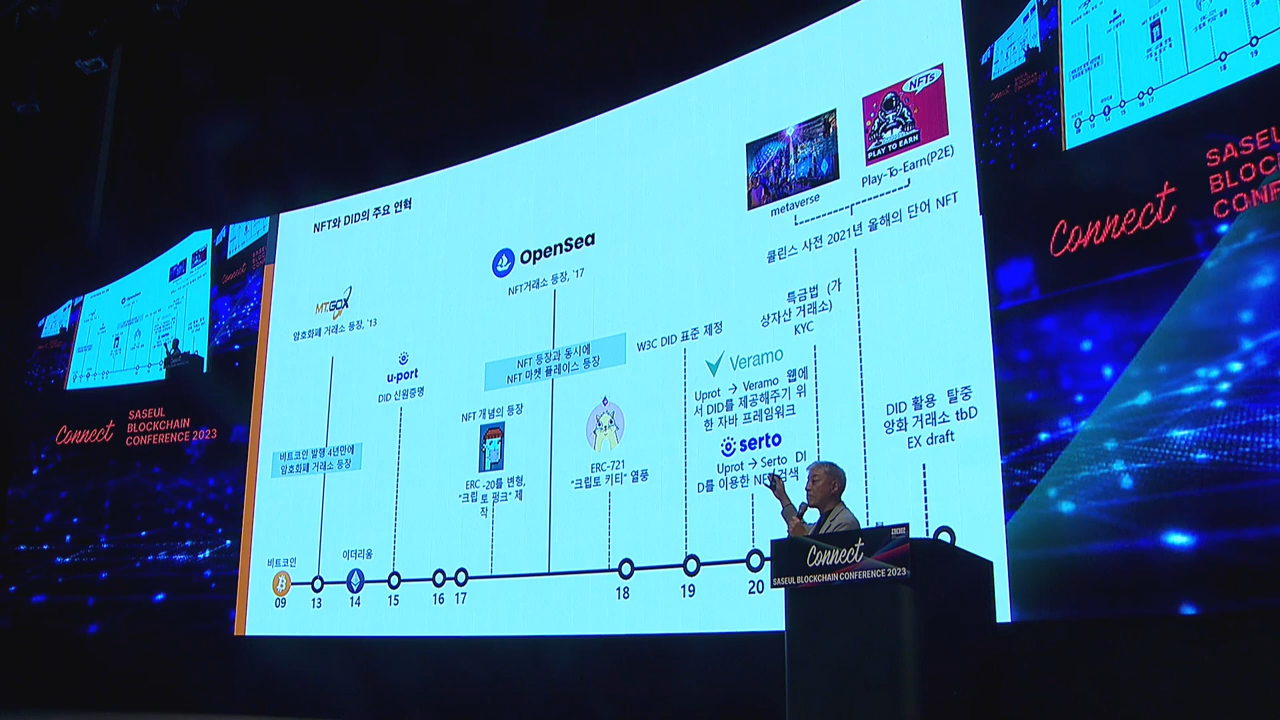 NFT와 DID의 주요 연혁
NFTs
PLAY TO EARN
metaverse
Play-To-Earn(P2E)
콜린스 사전 2021년 올해의 단어 NFT
OpenSea
NFT거래소 등장, '17
MT.GOX
암호화폐 거래소 등장, '13
특금법 (가
상자산 거래소)
KYC
W3C DID 표준 제정
NFT 등장과 동시에
NFT 마켓 플레이스 등장
u-port
DID 신원증명
Veramo
Uprot → Veramo 웹에
서 DID를 제공해주기 위
한 자바 프레임워크
NFT 개념의 등장
DID 활용 탈중
앙화 거래소 tbD
EX draft
serto
Uprot → Serto DI
D를 이용한 NFT검색
비트코인 발행 4년만에
암호화폐 거래소 등장
ERC-721
"크립토 키티" 열풍
ERC -20를 변형,
"크립 토 펑크" 제
작
비트코인
이더리움
09
13
14
15
16
17
18
19
20
Connect
SASEUL
BLOCKCHAIN
CONFERENCE 2023
Connect
SASEUL BLOCKCHAIN CONFERENCE 2023
Connect
18
19